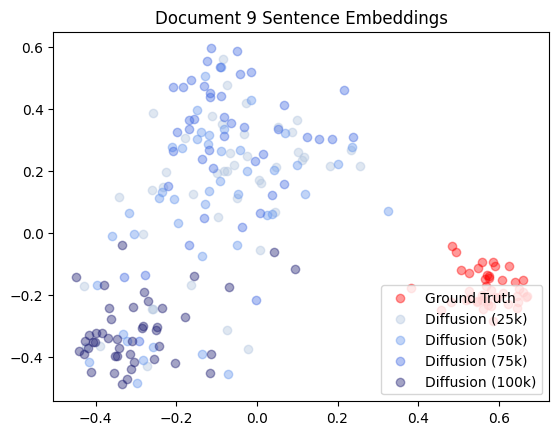 Document 9 Sentence Embeddings
0.6
0.4
0.2
0.0
−0.2
−0.4
Ground Truth
Diffusion (25k)
Diffusion (50k)
Diffusion (75k)
Diffusion (100k)
−0.4 −0.2 0.0 0.2 0.4 0.6